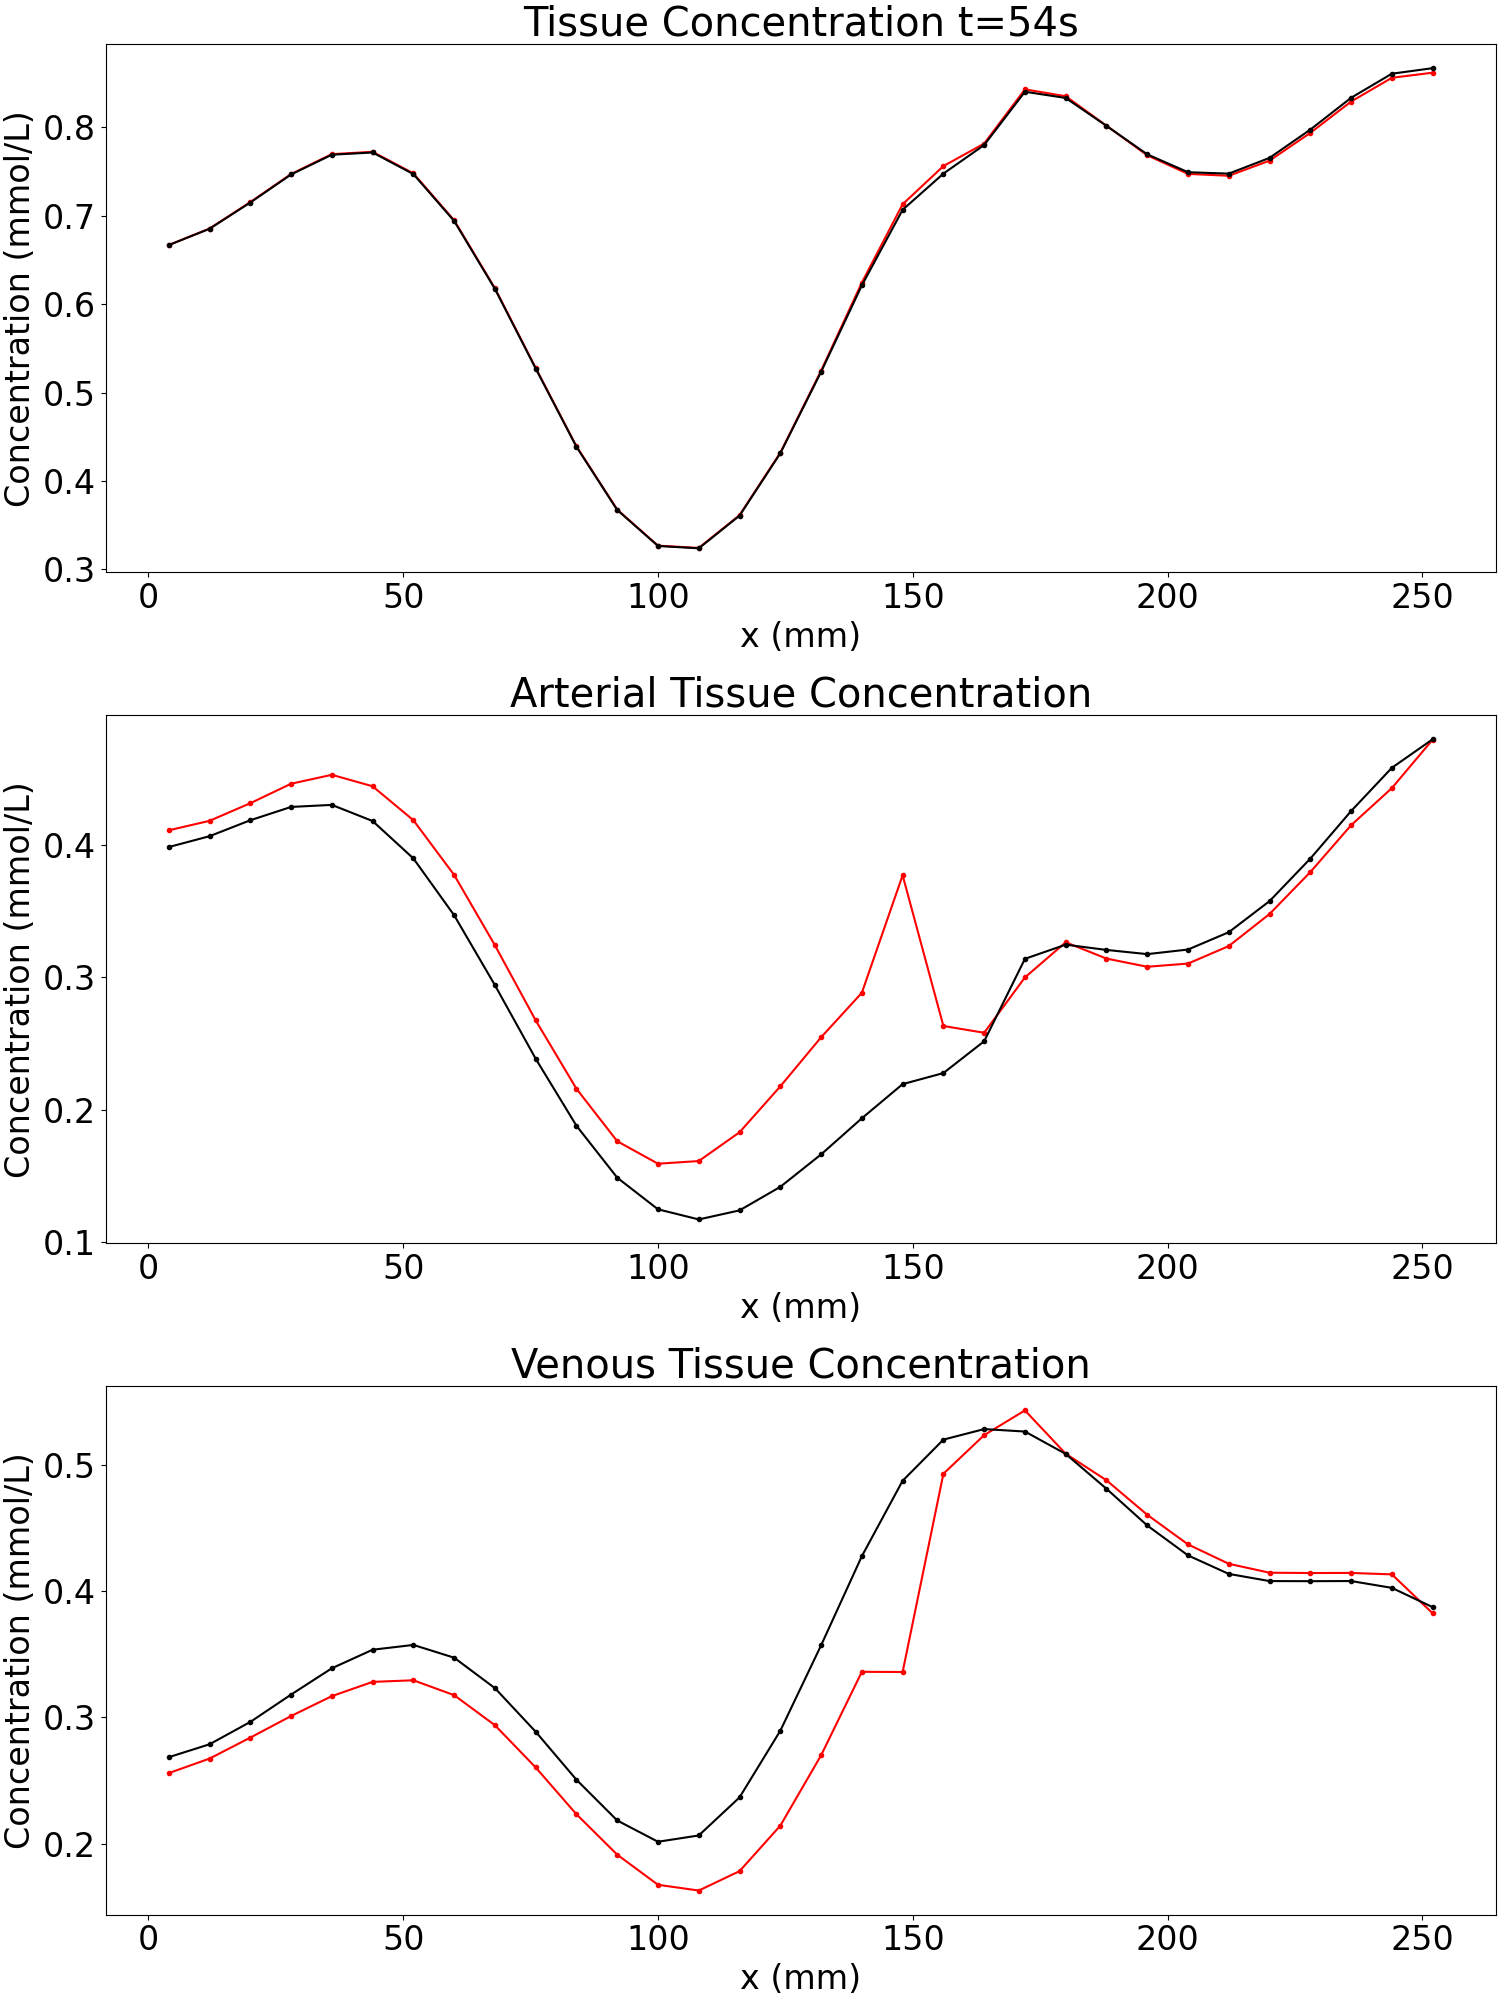 Tissue Concentration t=54s
Concentration (mmol/L)
0.8
0.7
0.6
0.5
0.4
0.3
0 50 100 150 200 250
x (mm)
Arterial Tissue Concentration
Concentration (mmol/L)
0.4
0.3
0.2
0.1
0 50 100 150 200 250
x (mm)
Venous Tissue Concentration
Concentration (mmol/L)
0.5
0.4
0.3
0.2
0 50 100 150 200 250
x (mm)